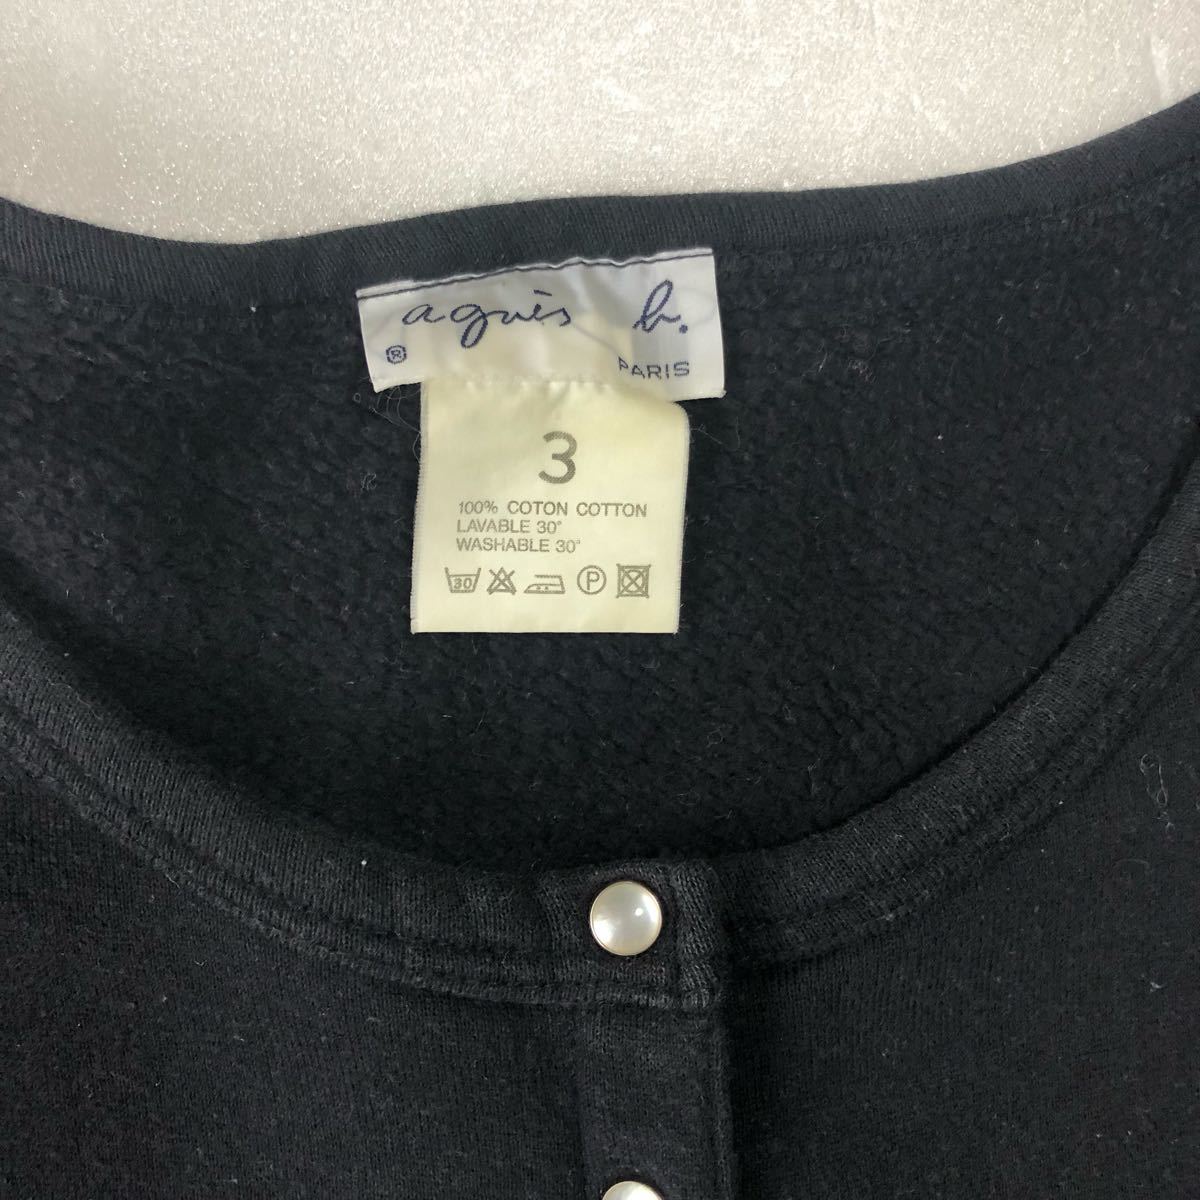 agnès b.
® PARIS
3
100% COTON COTTON
LAVABLE 30°
WASHABLE 30°
30 P